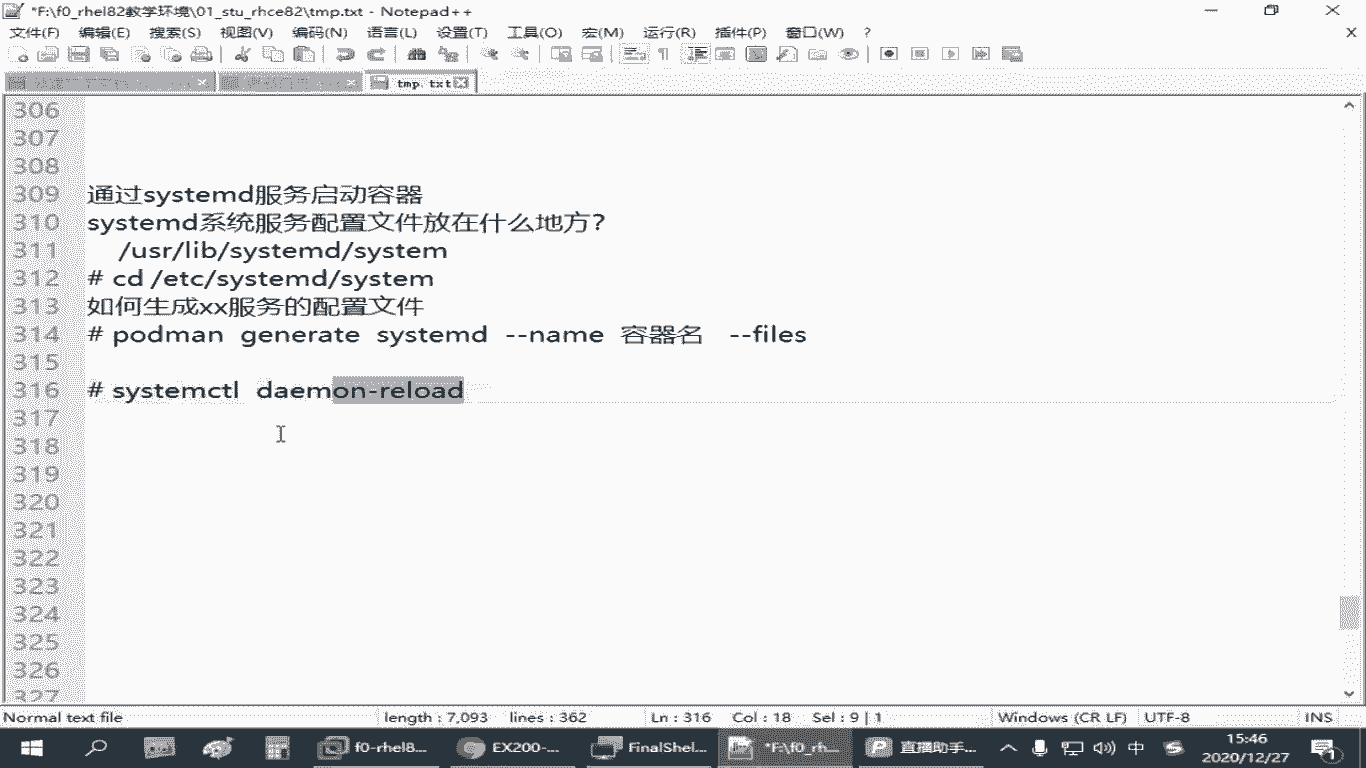 *F:\f0_rhel82教学环境\01_stu_rhce82\tmp.txt - Notepad++
文件(F) 编辑(E) 搜索(S) 视图(V) 编码(N) 语言(L) 设置(T) 工具(O) 宏(M) 运行(R) 插件(P) 窗口(W) ?
tmp.txt
306
307
308
309 通过systemd服务启动容器
310 systemd系统服务配置文件放在什么地方?
311 /usr/lib/systemd/system
312 # cd /etc/systemd/system
313 如何生成xx服务的配置文件
314 # podman generate systemd --name 容器名 --files
315
316 # systemctl daemon-reload
317
318
319
320
321
322
323
324
325
326
327
Normal text file length : 7,093 lines : 362 Ln : 316 Col : 18 Sel : 9 | 1 Windows (CR LF) UTF-8 INS
f0-rhel8... EX200-... FinalShel... *F:\f0_rh... 直播助手... 中 15:46
2020/12/27
1